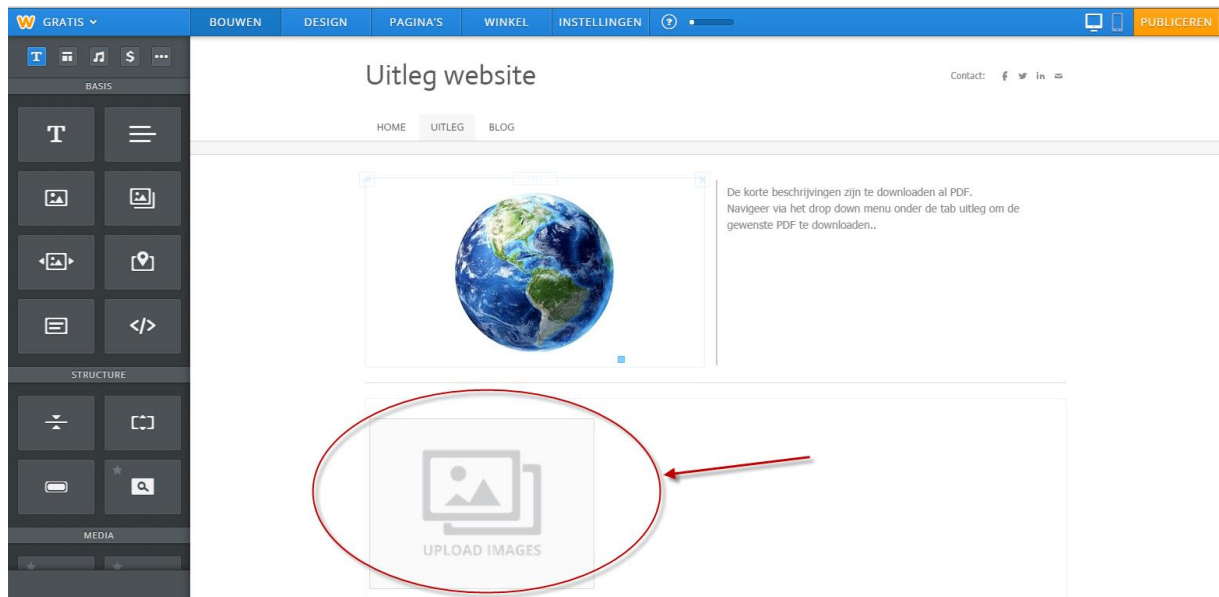 GRATIS
BOUWEN
DESIGN
PAGINA'S
WINKEL
INSTELLINGEN
?
PUBLICEREN
T
$
BASIS
T
</>
STRUCTURE
MEDIA
Uitleg website
Contact:
HOME
UITLEG
BLOG
De korte beschrijvingen zijn te downloaden al PDF.
Navigeer via het drop down menu onder de tab uitleg om de
gewenste PDF te downloaden..
UPLOAD IMAGES